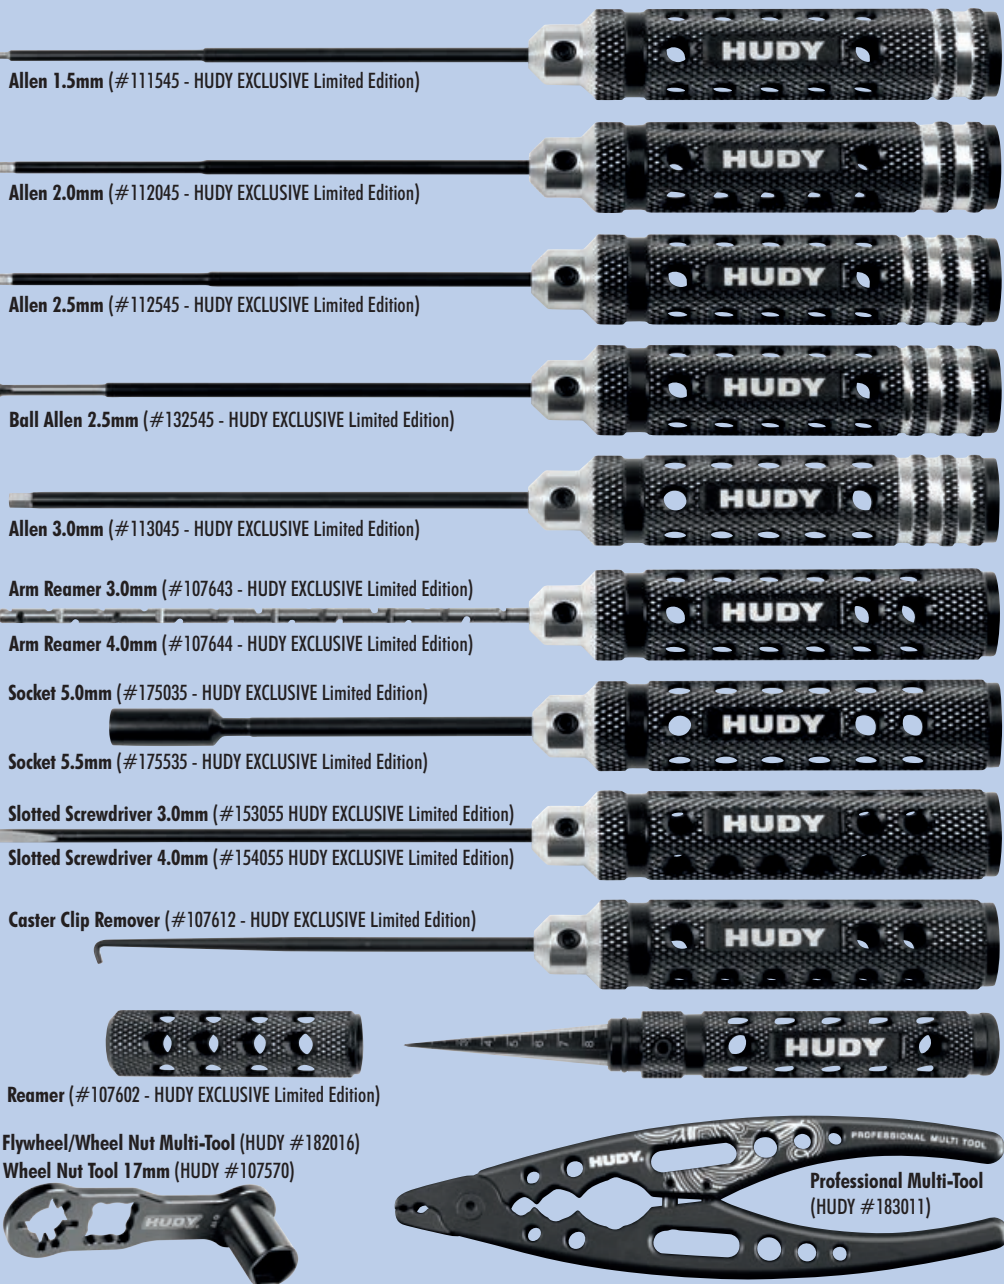 HUDY
Allen 1.5mm (#111545 - HUDY EXCLUSIVE Limited Edition)
HUDY
Allen 2.0mm (#112045 - HUDY EXCLUSIVE Limited Edition)
HUDY
Allen 2.5mm (#112545 - HUDY EXCLUSIVE Limited Edition)
HUDY
Ball Allen 2.5mm (#132545 - HUDY EXCLUSIVE Limited Edition)
HUDY
Allen 3.0mm (#113045 - HUDY EXCLUSIVE Limited Edition)
Arm Reamer 3.0mm (#107643 - HUDY EXCLUSIVE Limited Edition)
HUDY
Arm Reamer 4.0mm (#107644 - HUDY EXCLUSIVE Limited Edition)
Socket 5.0mm (#175035 - HUDY EXCLUSIVE Limited Edition)
HUDY
Socket 5.5mm (#175535 - HUDY EXCLUSIVE Limited Edition)
Slotted Screwdriver 3.0mm (#153055 HUDY EXCLUSIVE Limited Edition)
HUDY
Slotted Screwdriver 4.0mm (#154055 HUDY EXCLUSIVE Limited Edition)
Caster Clip Remover (#107612 - HUDY EXCLUSIVE Limited Edition)
HUDY
3 4 5 6 7 8
HUDY
Reamer (#107602 - HUDY EXCLUSIVE Limited Edition)
Flywheel/Wheel Nut Multi-Tool (HUDY #182016)
Wheel Nut Tool 17mm (HUDY #107570)
HUDY.
HUDY.
PROFESSIONAL MULTI TOOL
Professional Multi-Tool
(HUDY #183011)